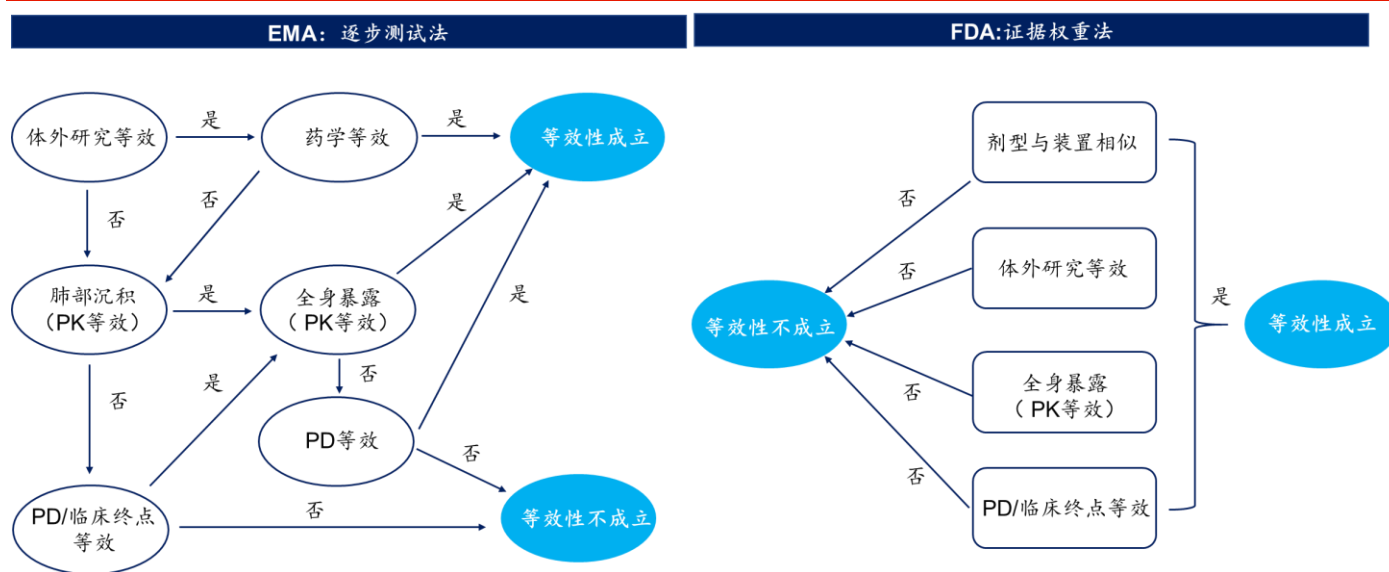 EMA：逐步测试法
FDA:证据权重法
体外研究等效
是
药学等效
是
等效性成立
否
否
是
肺部沉积
（PK等效）
是
全身暴露
（ PK等效）
是
否
是
否
PD等效
否
PD/临床终点
等效
否
等效性不成立
剂型与装置相似
否
体外研究等效
否
等效性不成立
是
等效性成立
全身暴露
（ PK等效）
否
否
PD/临床终点等效